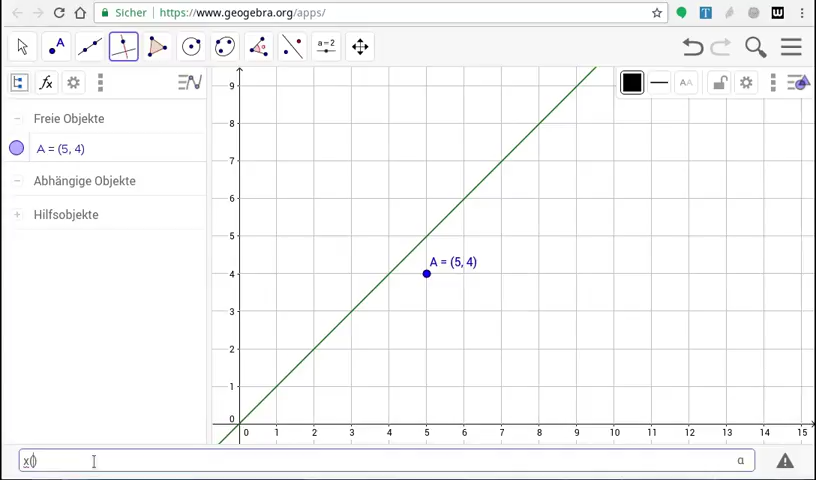 Sicher | https://www.geogebra.org/apps/
A
a=2
AA
Freie Objekte
A = (5, 4)
Abhängige Objekte
Hilfsobjekte
9
8
7
6
5
4
3
2
1
0
A = (5, 4)
0 1 2 3 4 5 6 7 8 9 10 11 12 13 14 15
x()
α